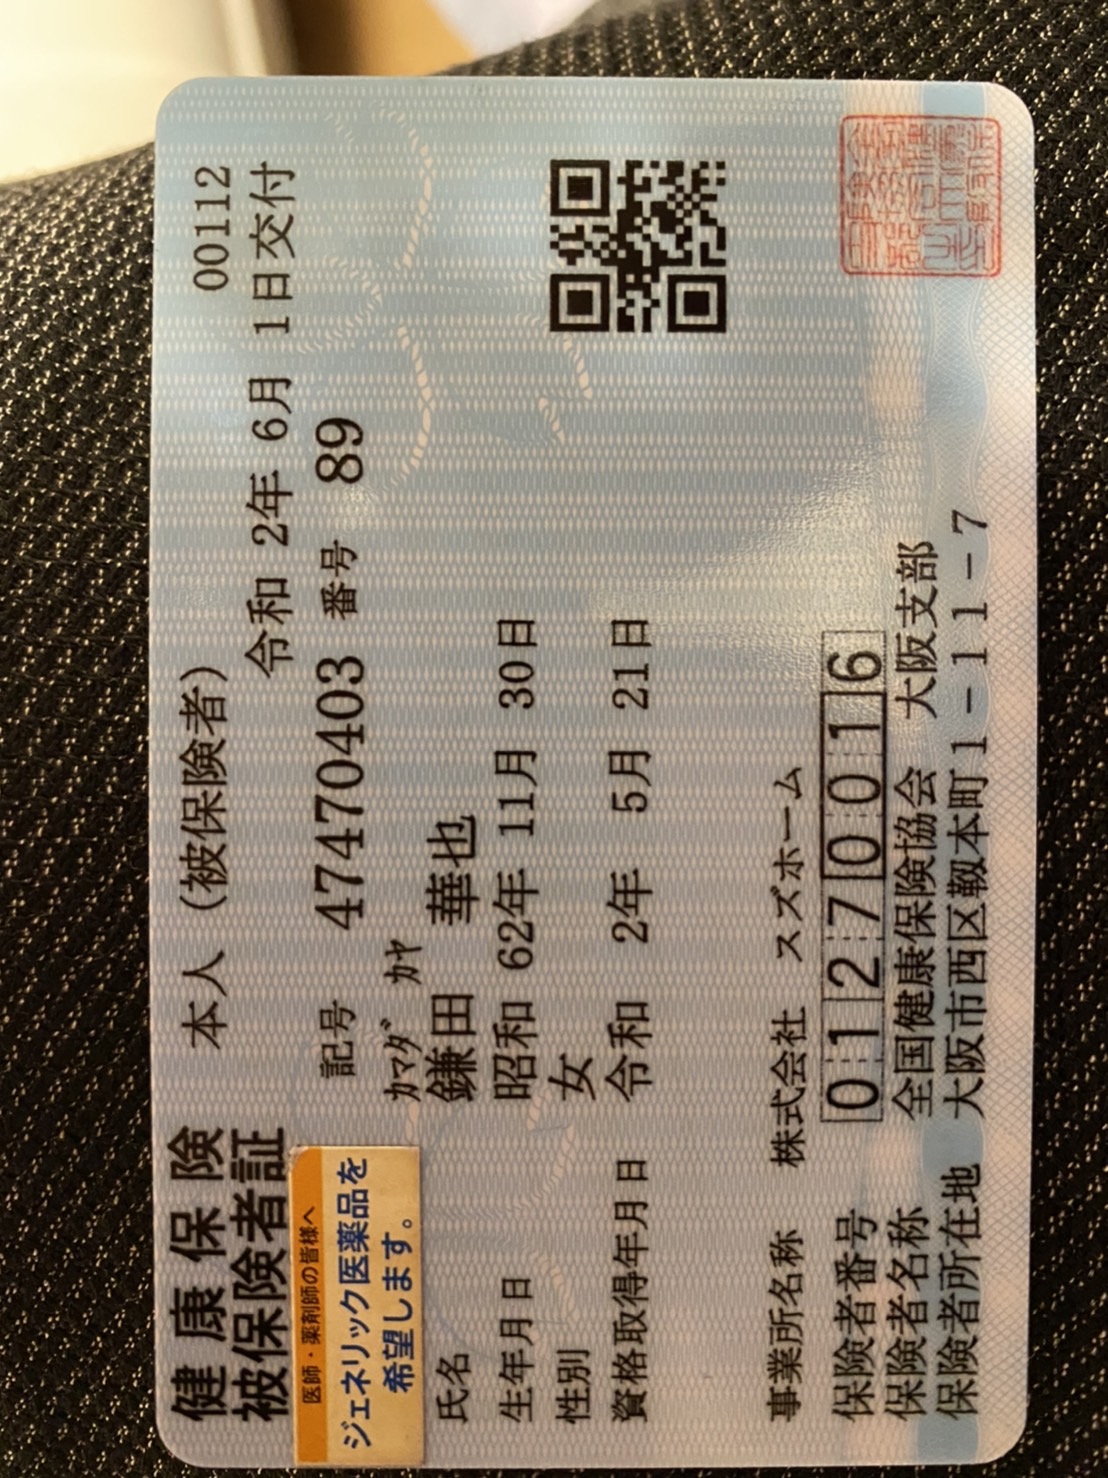 健康保険
被保険者証
本人（被保険者）
00112
令和 2年 6月 1日交付
医師・薬剤師の皆様へ
ジェネリック医薬品を
希望します。
記号 47470403 番号 89
カマダ カヤ
氏名 鎌田 華也
生年月日 昭和 62年 11月 30日
性別 女
資格取得年月日 令和 2年 5月 21日
事業所名称 株式会社 スズホーム
保険者番号 01270016
保険者名称 全国健康保険協会 大阪支部
保険者所在地 大阪市西区靱本町1-11-7